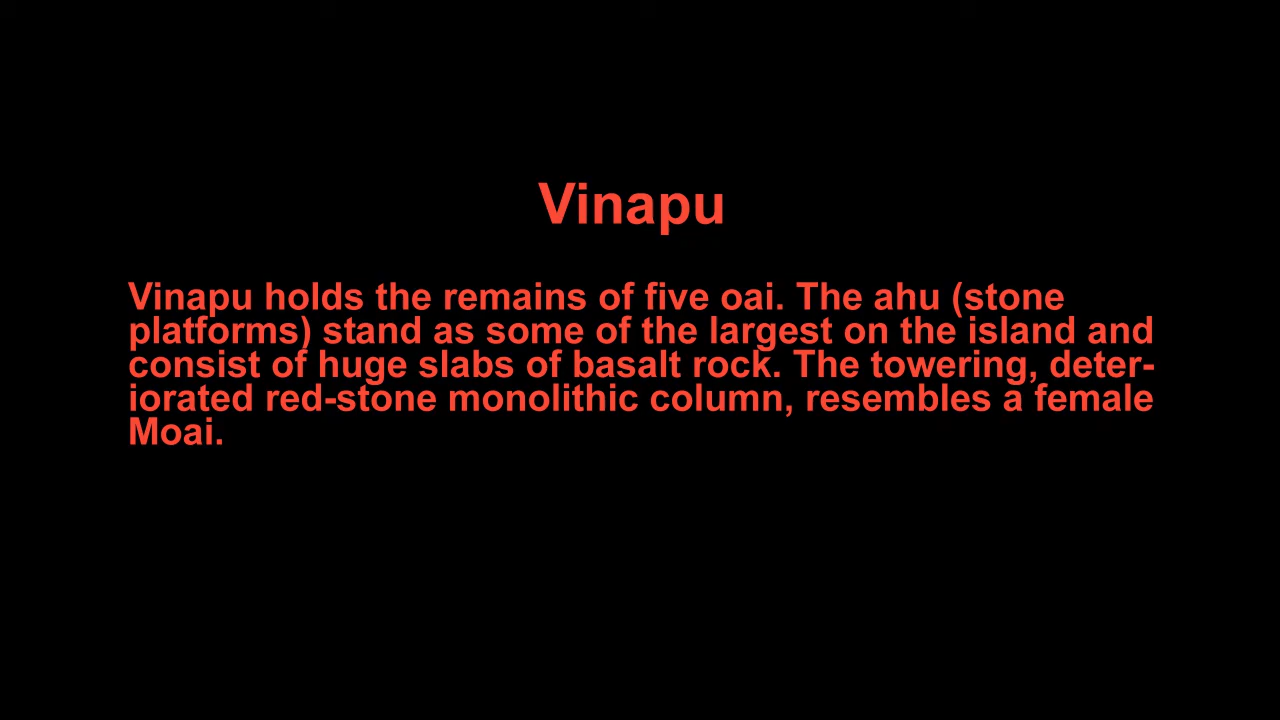 Vinapu
Vinapu holds the remains of five oai. The ahu (stone
platforms) stand as some of the largest on the island and
consist of huge slabs of basalt rock. The towering, deter-
iorated red-stone monolithic column, resembles a female
Moai.